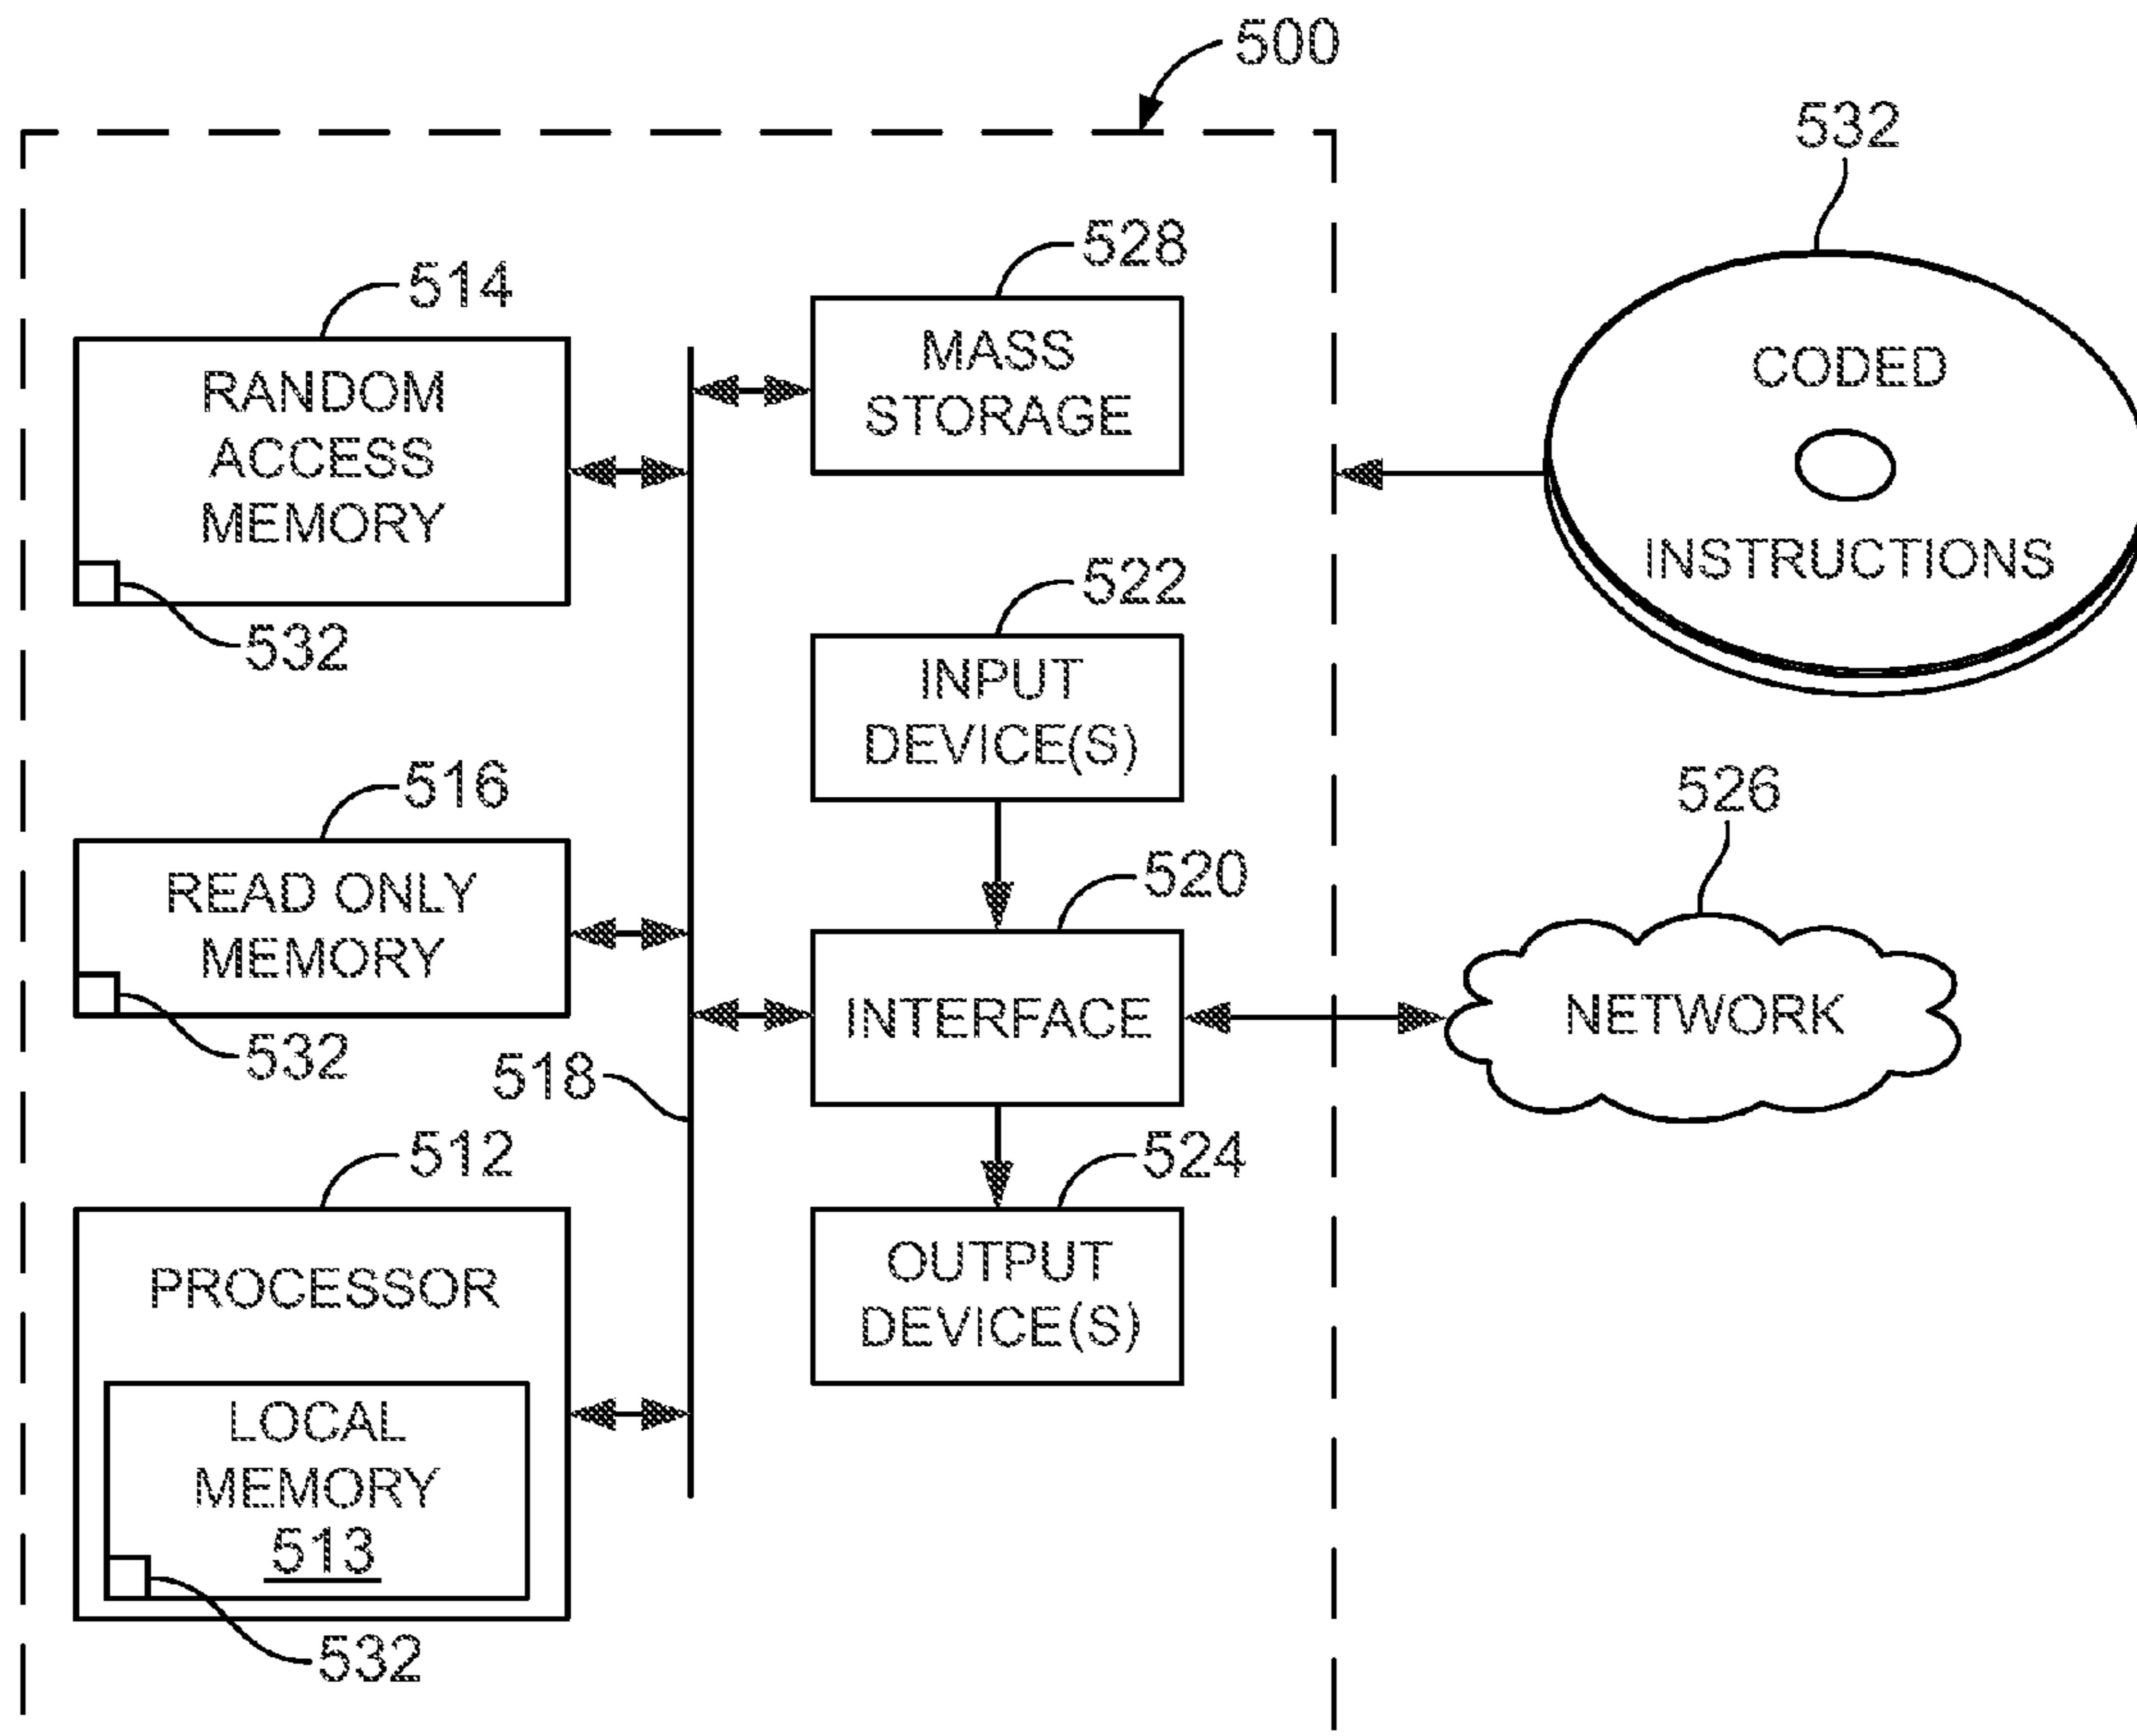 500
532
528
514
MASS
STORAGE
RANDOM
ACCESS
MEMORY
CODED
INSTRUCTIONS
532
522
INPUT
DEVICE(S)
516
526
READ ONLY
MEMORY
520
INTERFACE
NETWORK
532
518
512
524
PROCESSOR
OUTPUT
DEVICE(S)
LOCAL
MEMORY
513
532